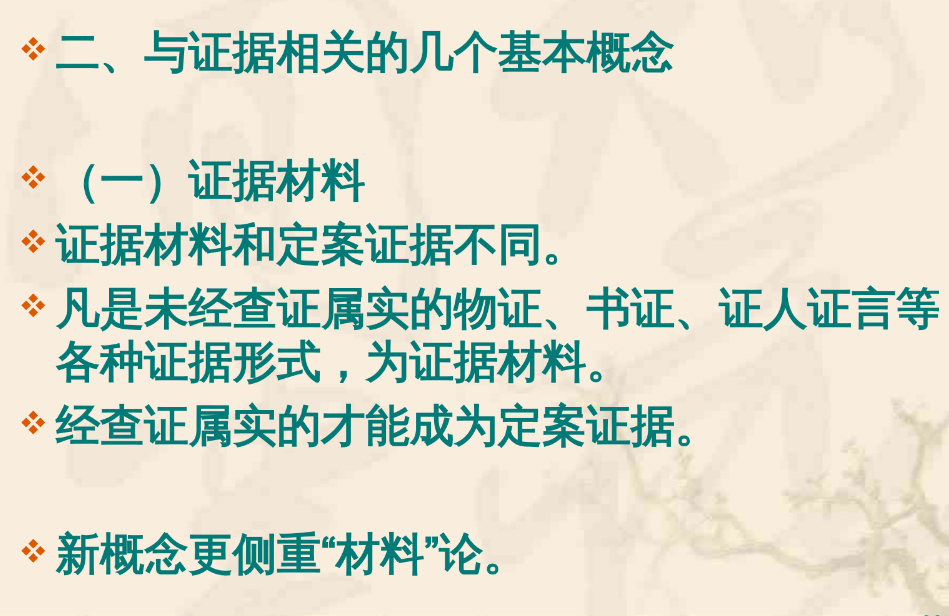 二、与证据相关的几个基本概念
（一）证据材料
证据材料和定案证据不同。
凡是未经查证属实的物证、书证、证人证言等
各种证据形式，为证据材料。
经查证属实的才能成为定案证据。
新概念更侧重“材料”论。